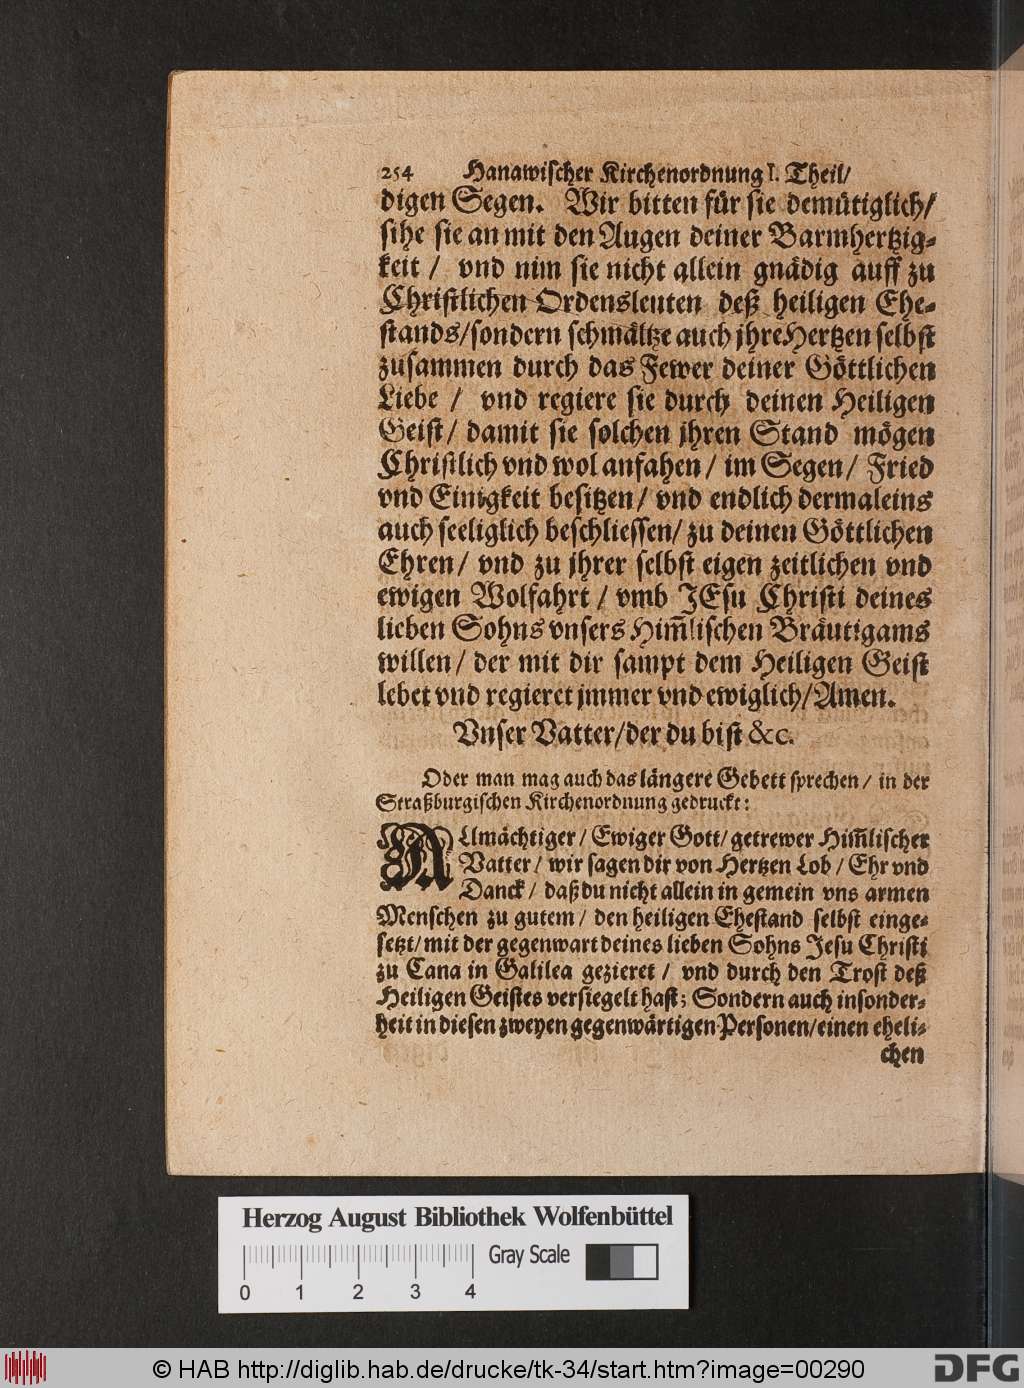 254 Hanawischer Kirchenordnung I. Theil/
digen Segen. Wir bitten für sie demütiglich/
sihe sie an mit den Augen deiner Barmhertzig-
keit / vnd nim sie nicht allein gnädig auff zu
Christlichen Ordensleuten deß heiligen Ehe-
stands/sondern schmältze auch jhre Hertzen selbst
zusammen durch das Fewer deiner Göttlichen
Liebe / vnd regiere sie durch deinen Heiligen
Geist/ damit sie solchen jhren Stand mögen
Christlich vnd wol anfahen/ im Segen/ Fried
vnd Einigkeit besitzen/ vnd endlich dermaleins
auch seeliglich beschliessen/ zu deinen Göttlichen
Ehren/ vnd zu jhrer selbst eigen zeitlichen vnd
ewigen Wolfahrt / vmb JEsu Christi deines
lieben Sohns vnsers Him̅lischen Bräutigams
willen/ der mit dir sampt dem Heiligen Geist
lebet vnd regieret jmmer vnd ewiglich/Amen.
Vnser Vatter/der du bist &c.
Oder man mag auch das längere Gebett sprechen/ in der
Straßburgischen Kirchenordnung gedruckt:
ALlmächtiger/ Ewiger Gott/ getrewer Him̅lischer
Vatter/ wir sagen dir von Hertzen Lob/ Ehr vnd
Danck/ daß du nicht allein in gemein vns armen
Menschen zu gutem/ den heiligen Ehestand selbst einge-
setzt/mit der gegenwart deines lieben Sohns Jesu Christi
zu Cana in Galilea gezieret / vnd durch den Trost deß
Heiligen Geistes versiegelt hast; Sondern auch insonder-
heit in diesen zweyen gegenwärtigen Personen/einen eheli-
chen
Herzog August Bibliothek Wolfenbüttel
Gray Scale
0 1 2 3 4
© HAB http://diglib.hab.de/drucke/tk-34/start.htm?image=00290
DFG